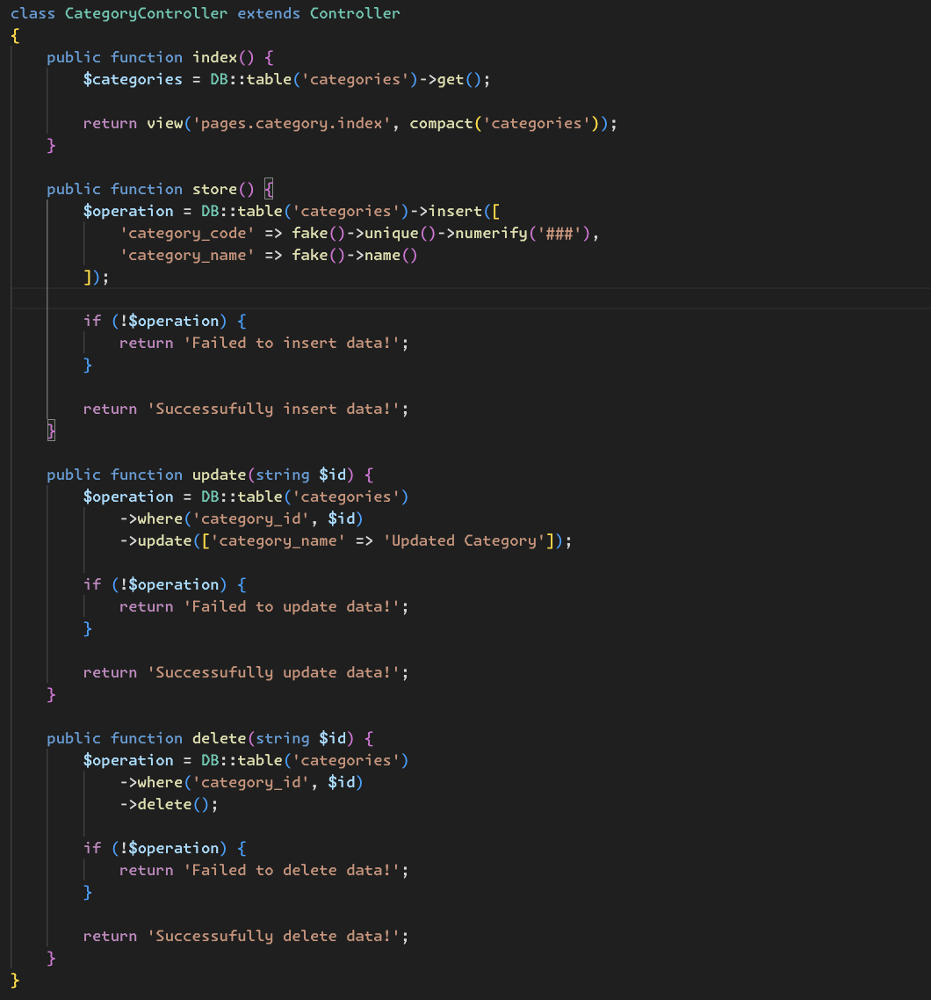 class CategoryController extends Controller
{
    public function index() {
        $categories = DB::table('categories')->get();

        return view('pages.category.index', compact('categories'));
    }

    public function store() {
        $operation = DB::table('categories')->insert([
            'category_code' => fake()->unique()->numerify('###'),
            'category_name' => fake()->name()
        ]);

        if (!$operation) {
            return 'Failed to insert data!';
        }

        return 'Successufully insert data!';
    }

    public function update(string $id) {
        $operation = DB::table('categories')
            ->where('category_id', $id)
            ->update(['category_name' => 'Updated Category']);

        if (!$operation) {
            return 'Failed to update data!';
        }

        return 'Successufully update data!';
    }

    public function delete(string $id) {
        $operation = DB::table('categories')
            ->where('category_id', $id)
            ->delete();

        if (!$operation) {
            return 'Failed to delete data!';
        }

        return 'Successufully delete data!';
    }
}